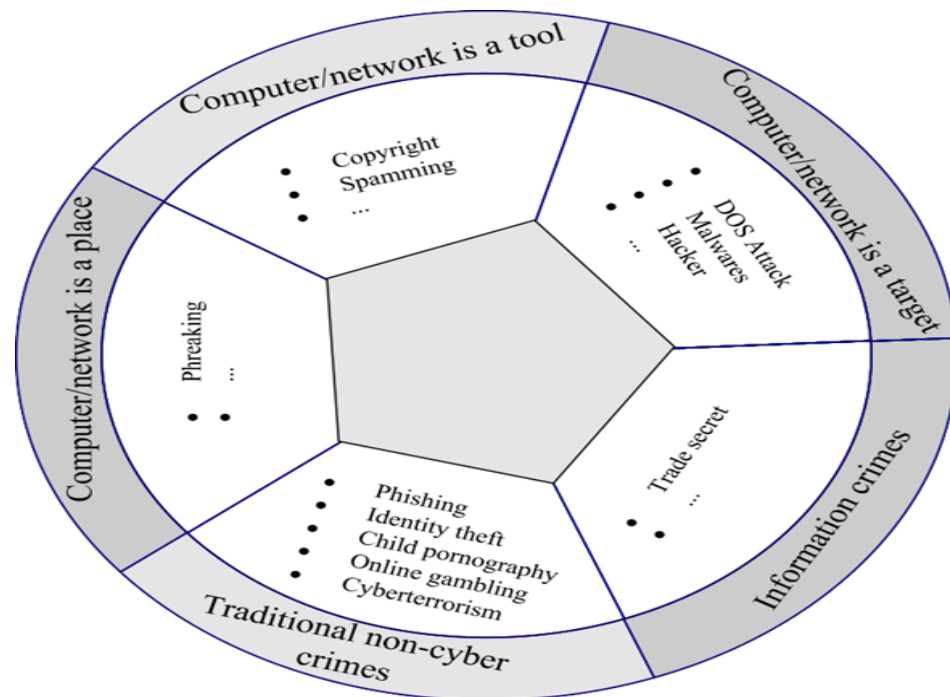 Computer/network is a tool
Copyright
Spamming
...
Computer/network is a target
DOS Attack
Malwares
Hacker
...
Information crimes
Trade secret
...
Traditional non-cyber
crimes
Phishing
Identity theft
Child pornography
Online gambling
Cyberterrorism
Computer/network is a place
Phreaking
...